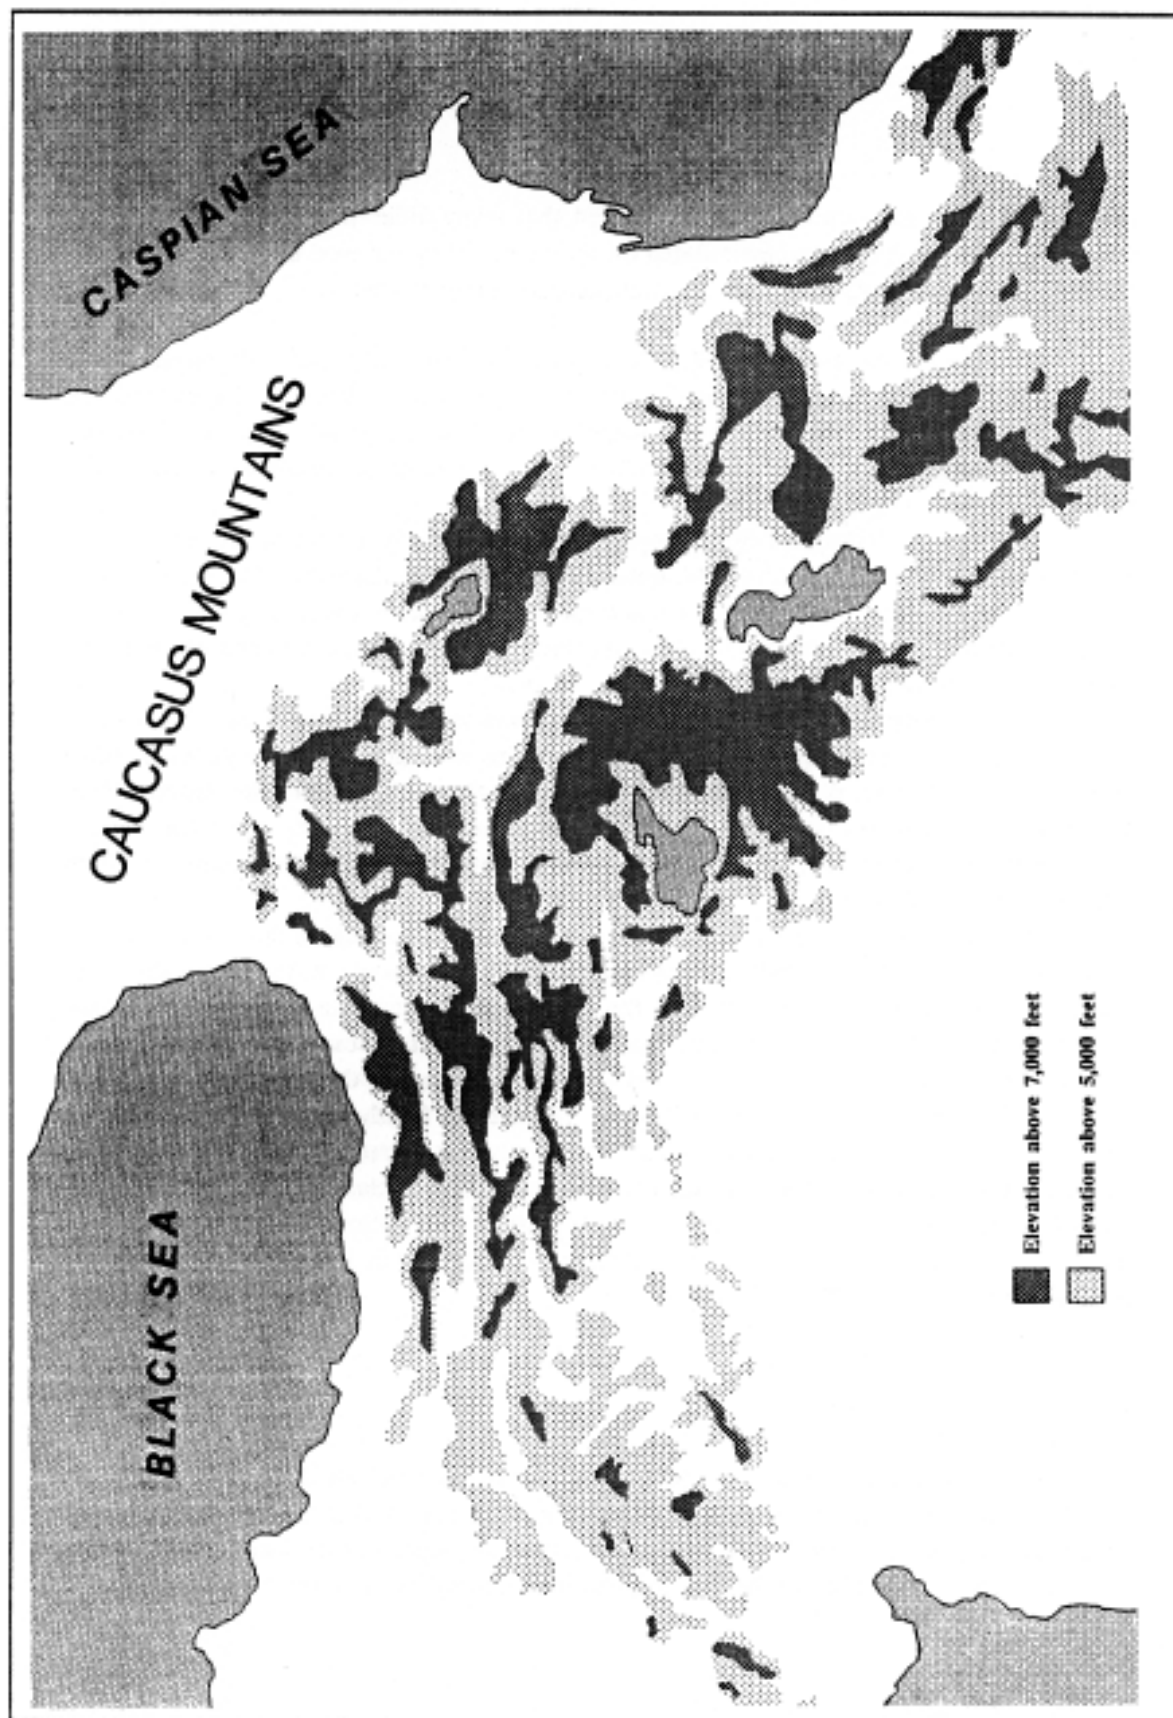 BLACK SEA
CAUCASUS MOUNTAINS
CASPIAN SEA
Elevation above 7,000 feet
Elevation above 5,000 feet